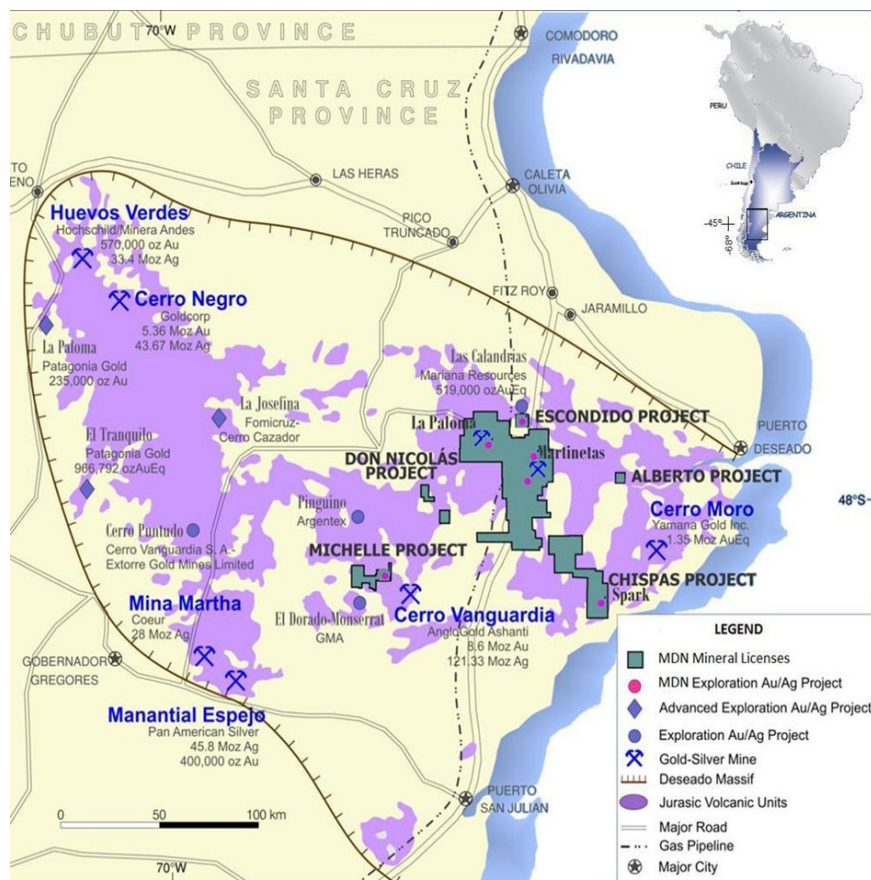 CHUBUT PROVINCE
70°W
COMODORO
RIVADAVIA
SANTA CRUZ
PROVINCE
PERU
CHILE
Santiago
ARGENTINA
-45°
-68°
TO
ENO
LAS HERAS
CALETA
OLIVIA
PICO
TRUNCADO
Huevos Verdes
Hochschild/Minera Andes
570,000 oz Au
33,4 Moz Ag
Cerro Negro
Goldcorp
5.36 Moz Au
43.67 Moz Ag
FITZ ROY
JARAMILLO
La Paloma
Patagonia Gold
235,000 oz Au
Las Calandrias
Mariana Resources
519,000 ozAuEq
La Josefina
Fomicruz-
Cerro Cazador
La Paloma
ESCONDIDO PROJECT
PUERTO
DESEADO
El Tranquilo
Patagonia Gold
966,792 ozAuEq
DON NICOLÁS
PROJECT
Martinetas
ALBERTO PROJECT
48°S
Pinguino
Argentex
Cerro Moro
Yamana Gold Inc.
1.35 Moz AuEq
Cerro Puntudo
Cerro Vanguardia S. A.-
Extorre Gold Mines Limited
MICHELLE PROJECT
CHISPAS PROJECT
Spark
Mina Martha
Coeur
28 Moz Ag
El Dorado-Monserrat
GMA
Cerro Vanguardia
AngloGold Ashanti
8.6 Moz Au
121.33 Moz Ag
GOBERNADOR
GREGORES
Manantial Espejo
Pan American Silver
45.8 Moz Ag
400,000 oz Au
PUERTO
SAN JULIAN
0 50 100 km
70°W
LEGEND
MDN Mineral Licenses
MDN Exploration Au/Ag Project
Advanced Exploration Au/Ag Project
Exploration Au/Ag Project
Gold-Silver Mine
Deseado Massif
Jurasic Volcanic Units
Major Road
Gas Pipeline
Major City